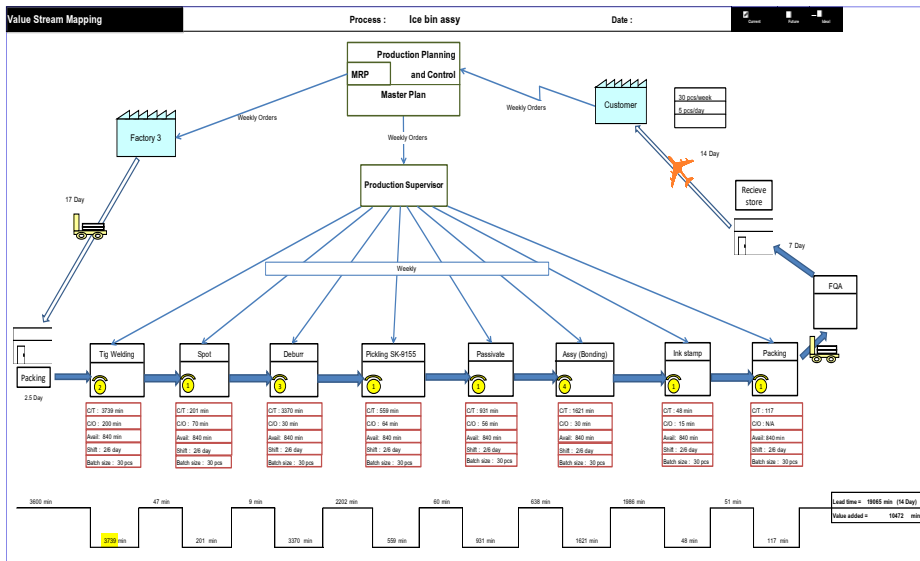 Value Stream Mapping
Process :
Ice bin assy
Date :
Current
Future
Ideal
Production Planning
MRP
and Control
Master Plan
Customer
30 pcs/week
5 pcs/day
Weekly Orders
Weekly Orders
Weekly Orders
Factory 3
14 Day
Production Supervisor
Recieve
store
17 Day
7 Day
Weekly
FQA
Packing
2.5 Day
Tig Welding
2
Spot
1
Deburr
3
Pickling SK-9155
1
Passivate
1
Assy (Bonding)
4
Ink stamp
1
Packing
1
C/T : 3739 min
C/O : 200 min
Avail: 840 min
Shift : 2/6 day
Batch size : 30 pcs
C/T : 201 min
C/O : 70 min
Avail: 840 min
Shift : 2/6 day
Batch size : 30 pcs
C/T : 3370 min
C/O : 30 min
Avail: 840 min
Shift : 2/6 day
Batch size : 30 pcs
C/T : 559 min
C/O : 64 min
Avail: 840 min
Shift : 2/6 day
Batch size : 30 pcs
C/T : 931 min
C/O : 56 min
Avail: 840 min
Shift : 2/6 day
Batch size : 30 pcs
C/T : 1621 min
C/O : 30 min
Avail: 840 min
Shift : 2/6 day
Batch size : 30 pcs
C/T : 48 min
C/O : 15 min
Avail: 840 min
Shift : 2/6 day
Batch size : 30 pcs
C/T : 117
C/O : N/A
Avail: 840 min
Shift : 2/6 day
Batch size : 30 pcs
3600 min
47 min
9 min
2202 min
60 min
638 min
1986 min
51 min
Lead time = 19065 min (14 Day)
Value added = 10472 min
3739 min
201 min
3370 min
559 min
931 min
1621 min
48 min
117 min